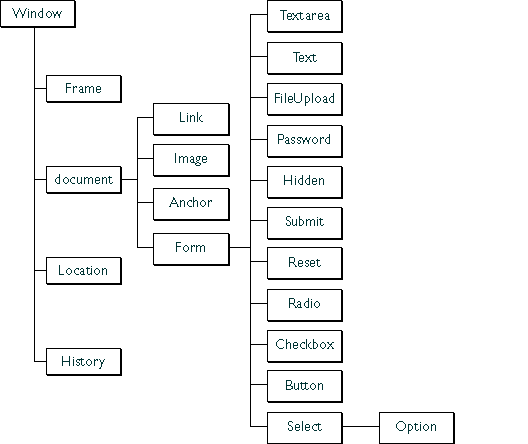 Window
Frame
document
Location
History
Link
Image
Anchor
Form
Textarea
Text
FileUpload
Password
Hidden
Submit
Reset
Radio
Checkbox
Button
Select
Option